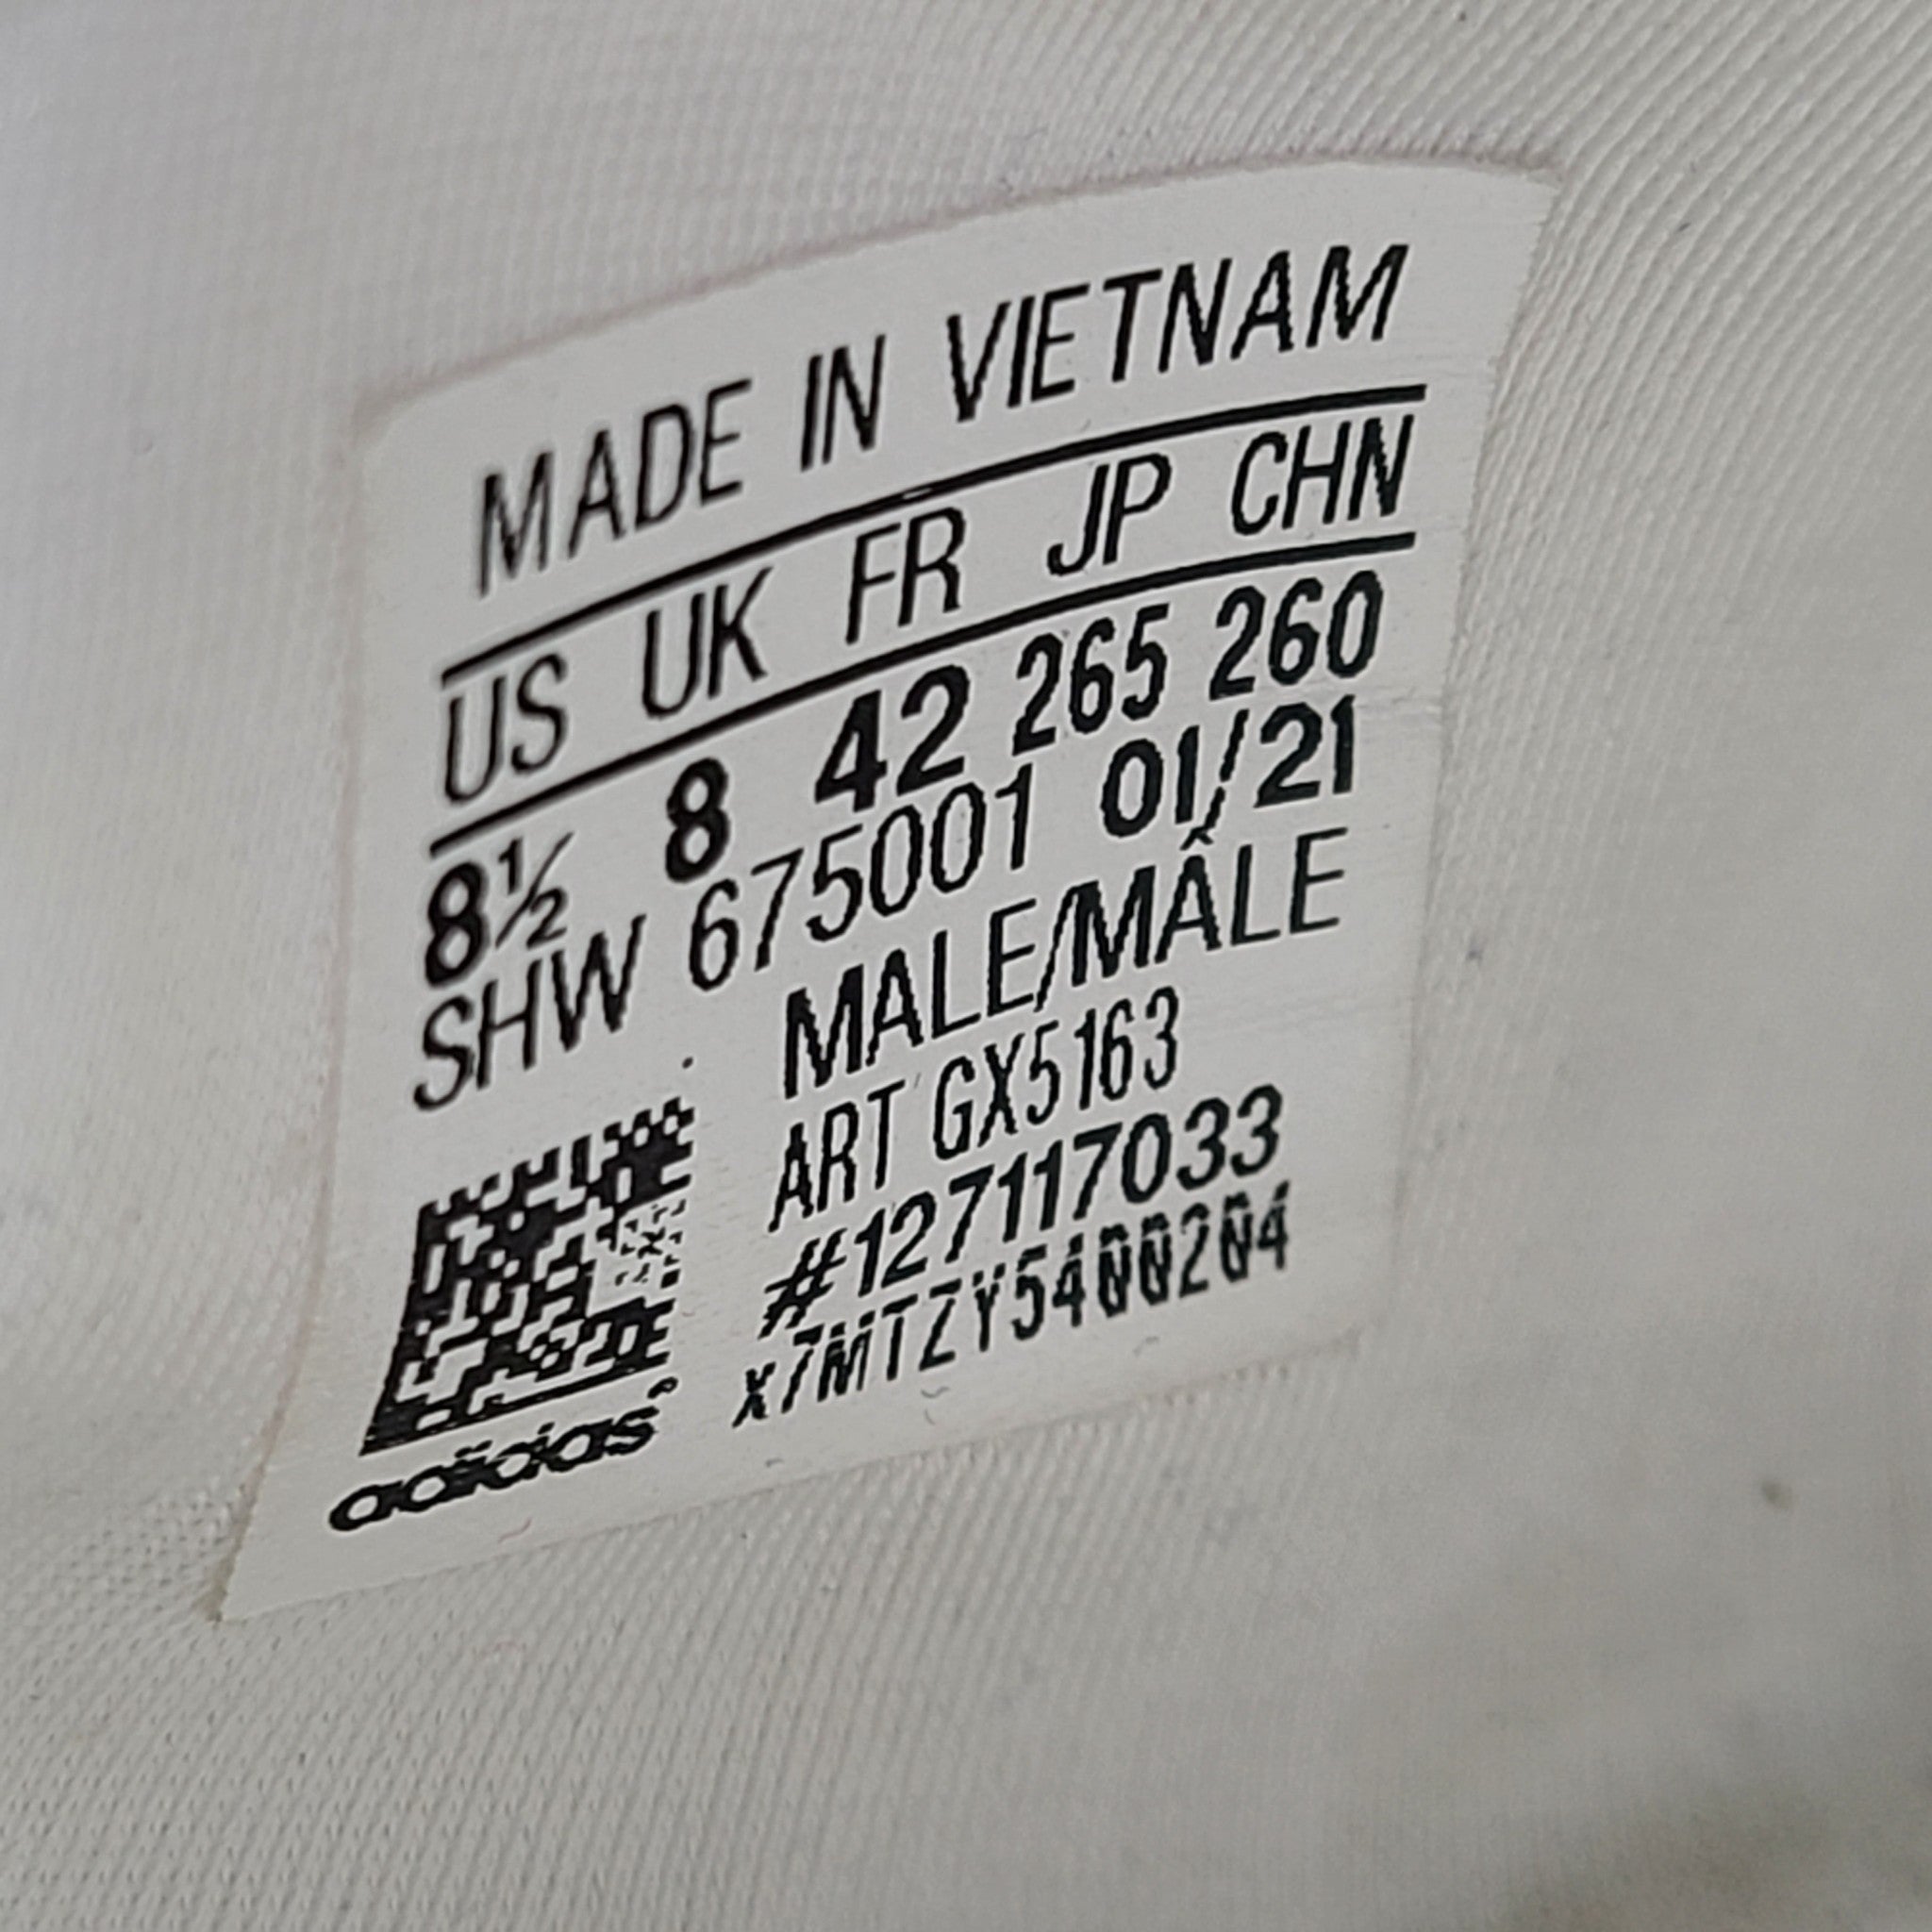 MADE IN VIETNAM
US UK FR JP CHN
8½ 8 42 265 260
SHW 675001 01/21
MALE/MÂLE
ART GX5163
#127117033
X7MTZY5400204
adidas